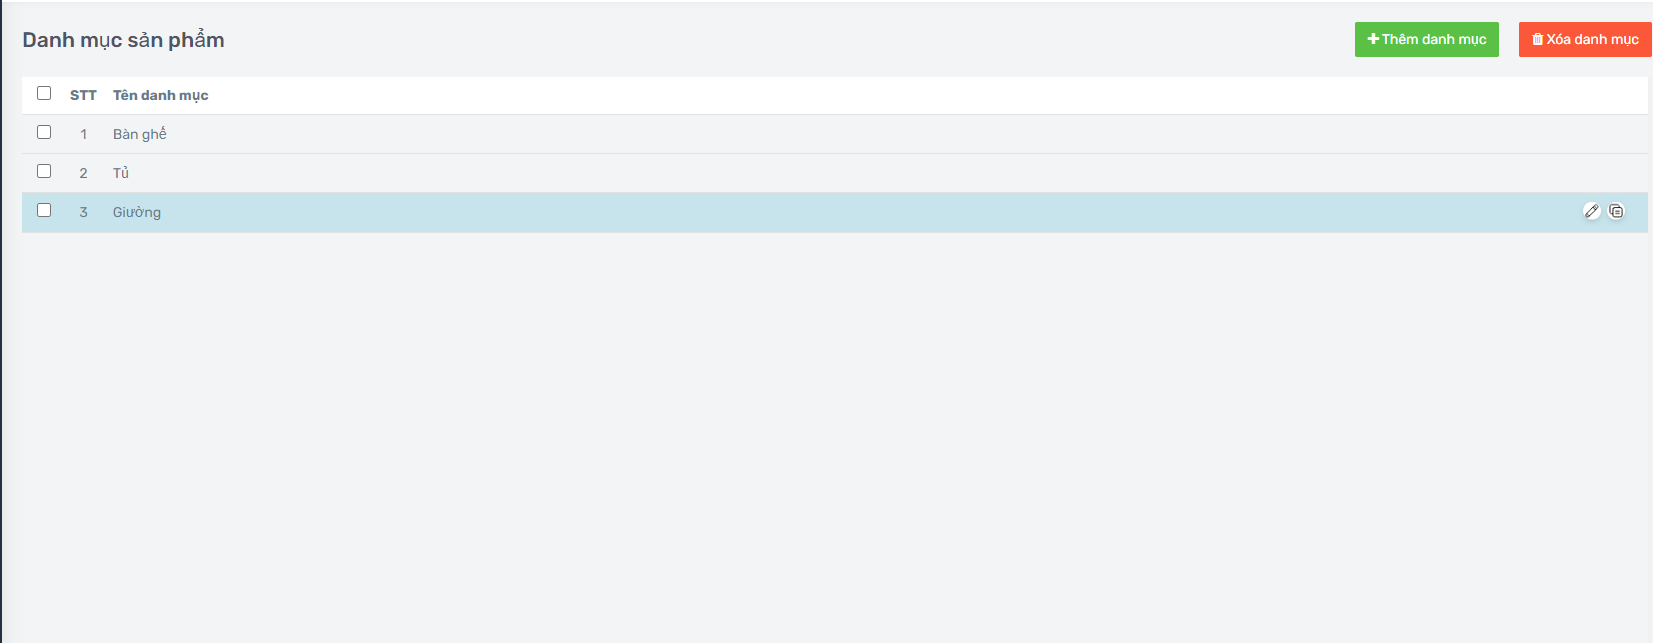 Danh mục sản phẩm
Thêm danh mục
Xóa danh mục
STT Tên danh mục
1 Bàn ghế
2 Tủ
3 Giường